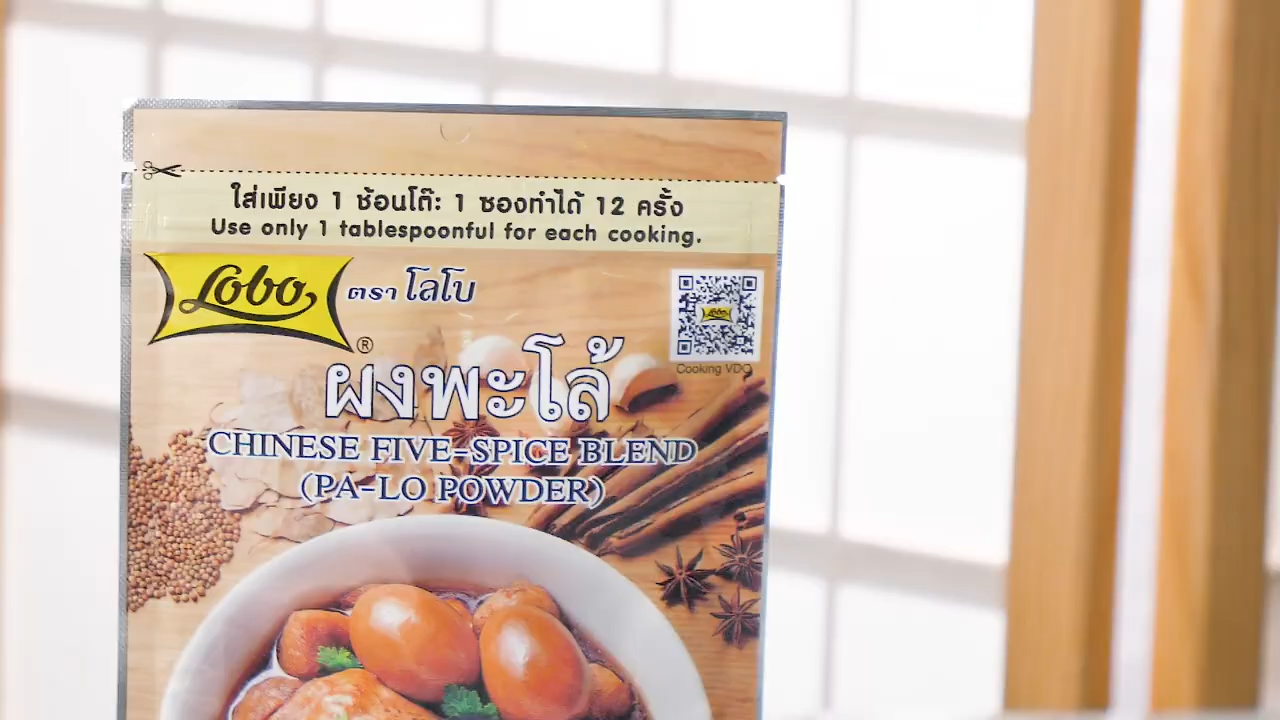 ใส่เพียง 1 ช้อนโต๊ะ 1 ซองทำได้ 12 ครั้ง
Use only 1 tablespoonful for each cooking.
Lobo
®
ตรา โลโบ
Lobo
Cooking VDO
ผงพะโล้
CHINESE FIVE-SPICE BLEND
(PA-LO POWDER)